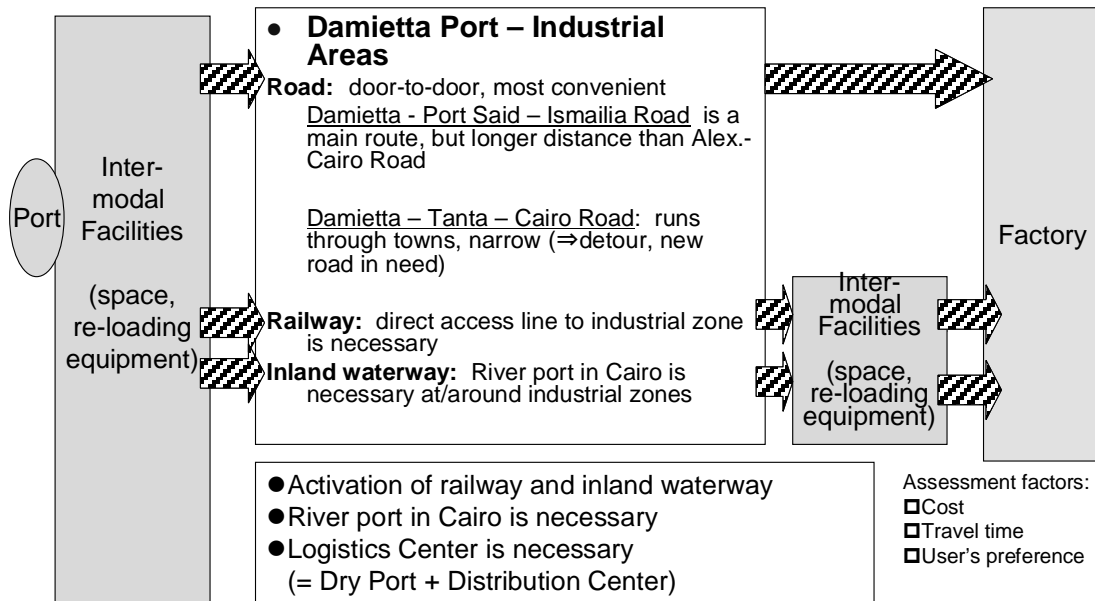 Port
Inter-
modal
Facilities
(space,
re-loading
equipment)
● Damietta Port – Industrial
Areas
Road: door-to-door, most convenient
Damietta - Port Said – Ismailia Road is a
main route, but longer distance than Alex.-
Cairo Road
Damietta – Tanta – Cairo Road: runs
through towns, narrow (⇒detour, new
road in need)
Railway: direct access line to industrial zone
is necessary
Inland waterway: River port in Cairo is
necessary at/around industrial zones
Inter-
modal
Facilities
(space,
re-loading
equipment)
Factory
●Activation of railway and inland waterway
●River port in Cairo is necessary
●Logistics Center is necessary
(= Dry Port + Distribution Center)
Assessment factors:
❑Cost
❑Travel time
❑User's preference